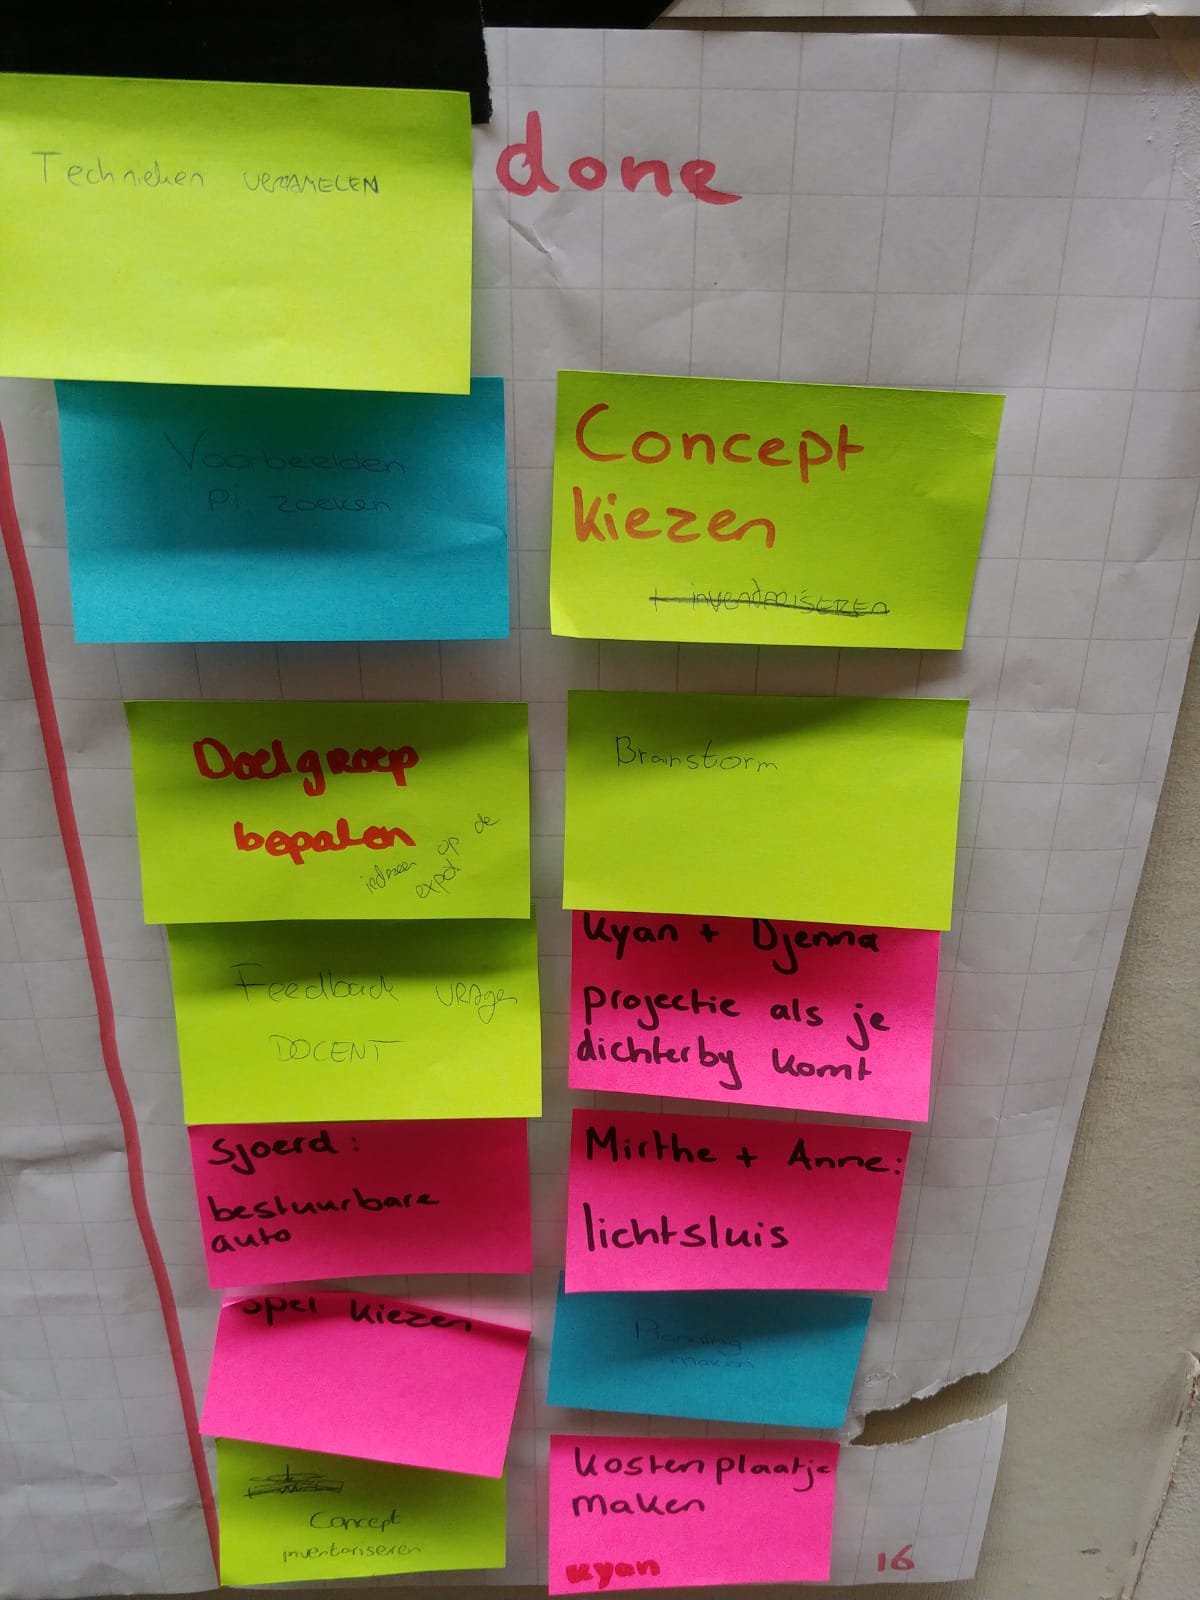 done
Technieken verzamelen
Voorbeelden
Pi zoeken
Concept
kiezen
+ inventariseren
Doelgroep
bepalen
iedereen op de
expo!
Brainstorm
Feedback vragen
DOCENT
Kyan + Djenna
projectie als je
dichterby komt
Sjoerd:
bestuurbare
auto
Mirthe + Anne:
lichtsluis
Spel kiezen
Planning
maken
Concept
inventariseren
kostenplaatje
maken
Kyan
16